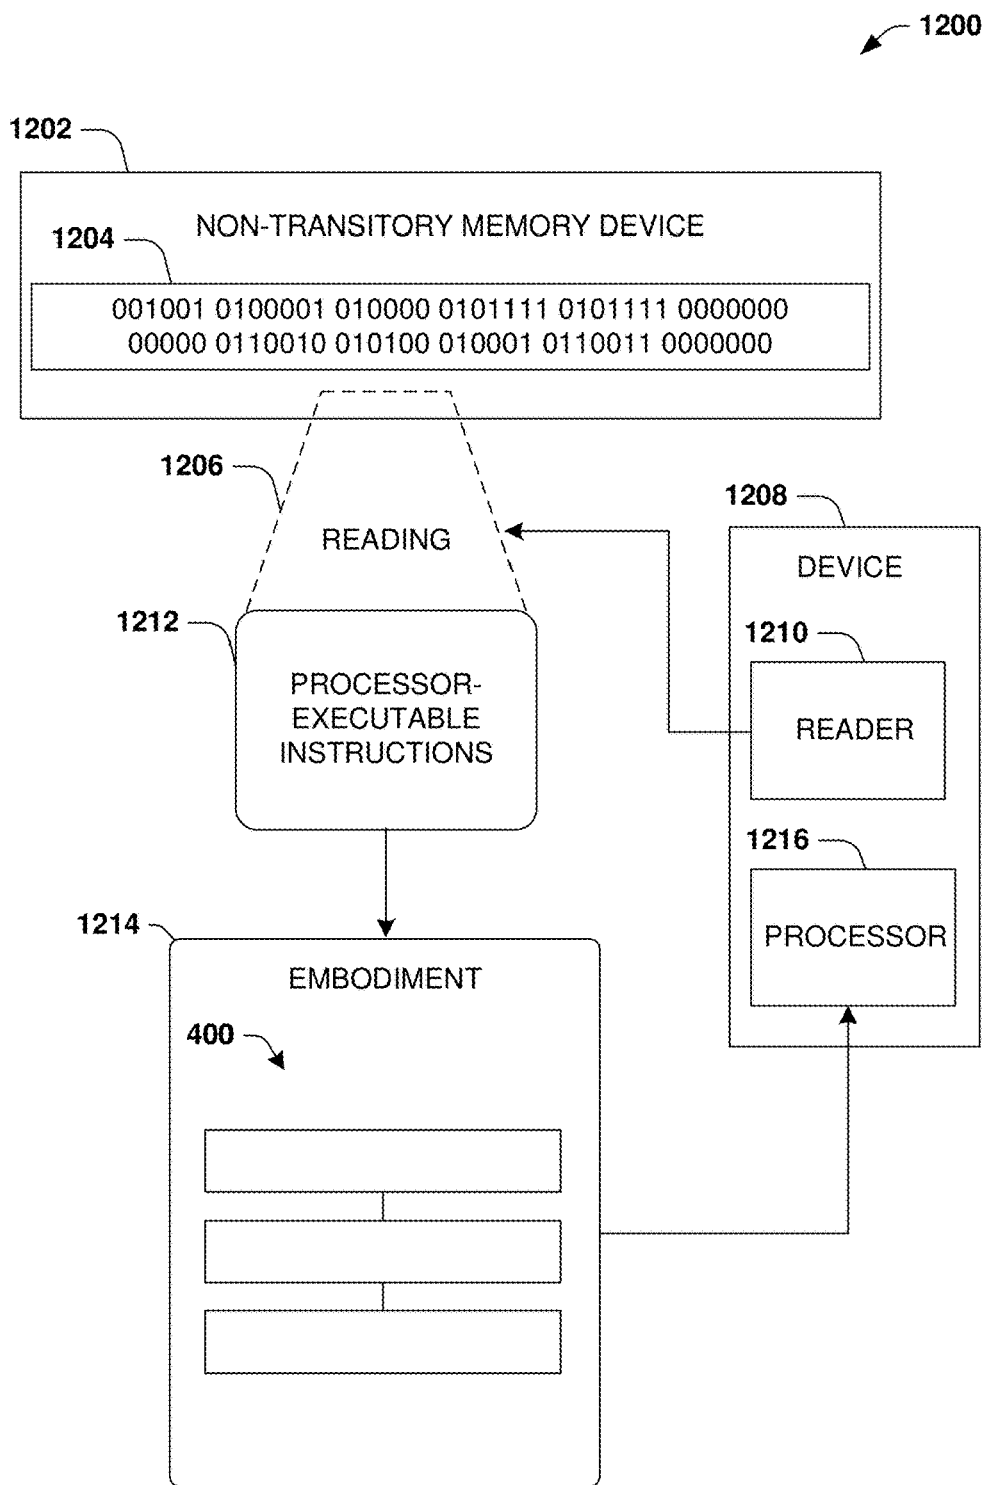 1200
1202
NON-TRANSITORY MEMORY DEVICE
1204
001001 0100001 010000 0101111 0101111 0000000
00000 0110010 010100 010001 0110011 0000000
1206
READING
1208
DEVICE
1210
READER
1212
PROCESSOR-
EXECUTABLE
INSTRUCTIONS
1216
PROCESSOR
1214
EMBODIMENT
400